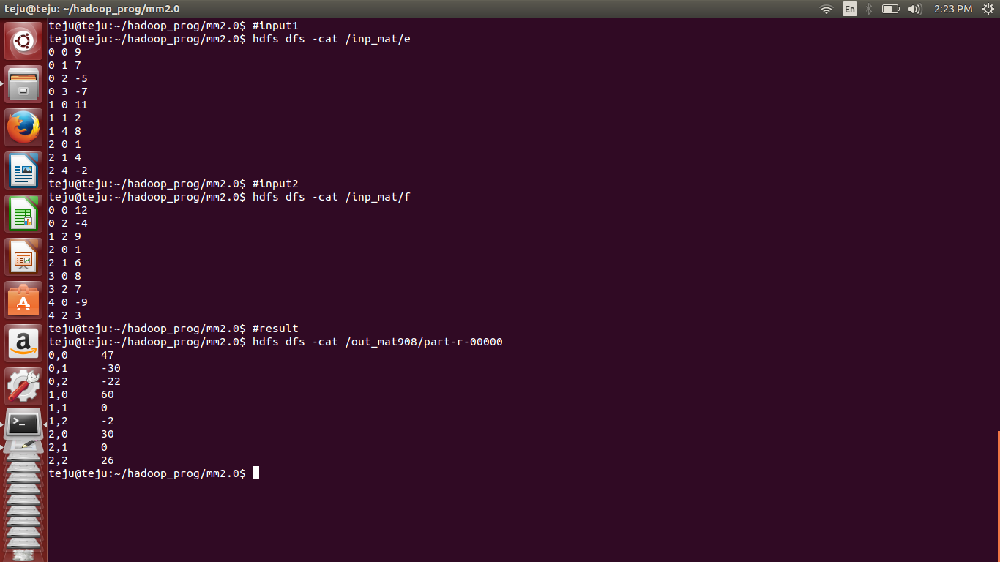 teju@teju: ~/hadoop_prog/mm2.0
En
2:23 PM
teju@teju:~/hadoop_prog/mm2.0$ #input1
teju@teju:~/hadoop_prog/mm2.0$ hdfs dfs -cat /inp_mat/e
0 0 9
0 1 7
0 2 -5
0 3 -7
1 0 11
1 1 2
1 4 8
2 0 1
2 1 4
2 4 -2
teju@teju:~/hadoop_prog/mm2.0$ #input2
teju@teju:~/hadoop_prog/mm2.0$ hdfs dfs -cat /inp_mat/f
0 0 12
0 2 -4
1 2 9
2 0 1
2 1 6
3 0 8
3 2 7
4 0 -9
4 2 3
teju@teju:~/hadoop_prog/mm2.0$ #result
teju@teju:~/hadoop_prog/mm2.0$ hdfs dfs -cat /out_mat908/part-r-00000
0,0 47
0,1 -30
0,2 -22
1,0 60
1,1 0
1,2 -2
2,0 30
2,1 0
2,2 26
teju@teju:~/hadoop_prog/mm2.0$